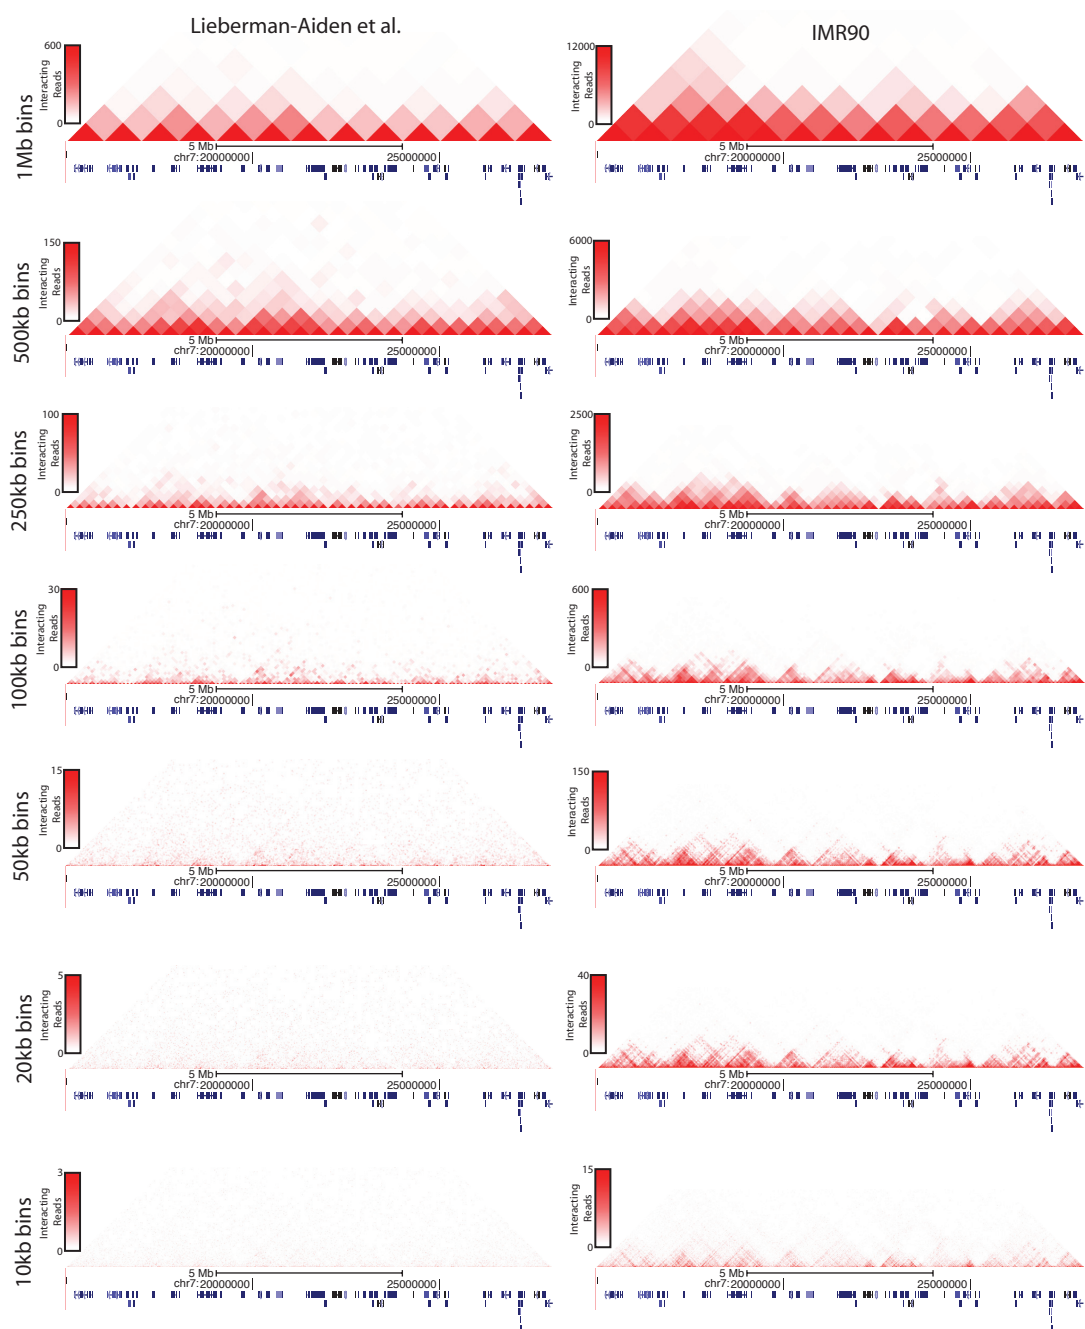 Lieberman-Aiden et al.
IMR90
1Mb bins
600
Interacting
Reads
0
5 Mb
chr7: 20000000
25000000
12000
Interacting
Reads
0
5 Mb
chr7:20000000
25000000
500kb bins
150
Interacting
Reads
0
5 Mb
chr7:20000000
25000000
6000
Interacting
Reads
0
5 Mb
chr7:20000000
25000000
250kb bins
100
Interacting
Reads
0
5 Mb
chr7:20000000
25000000
2500
Interacting
Reads
0
5 Mb
chr7:20000000
25000000
100kb bins
30
Interacting
Reads
0
5 Mb
chr7:20000000
25000000
600
Interacting
Reads
0
5 Mb
chr7:20000000
25000000
50kb bins
15
Interacting
Reads
0
5 Mb
chr7:20000000
25000000
150
Interacting
Reads
0
5 Mb
chr7:20000000
25000000
20kb bins
5
Interacting
Reads
0
5 Mb
chr7:20000000
25000000
40
Interacting
Reads
0
5 Mb
chr7:20000000
25000000
10kb bins
3
Interacting
Reads
0
5 Mb
chr7:20000000
25000000
15
Interacting
Reads
0
5 Mb
chr7:20000000
25000000